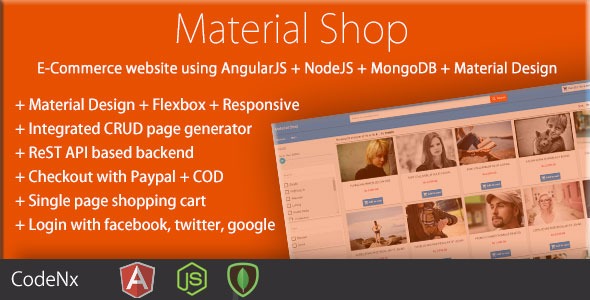 Material Shop
E-Commerce website using AngularJS + NodeJS + MongoDB + Material Design
+ Material Design + Flexbox + Responsive
+ Integrated CRUD page generator
+ ReST API based backend
+ Checkout with Paypal + COD
+ Single page shopping cart
+ Login with facebook, twitter, google
CodeNx